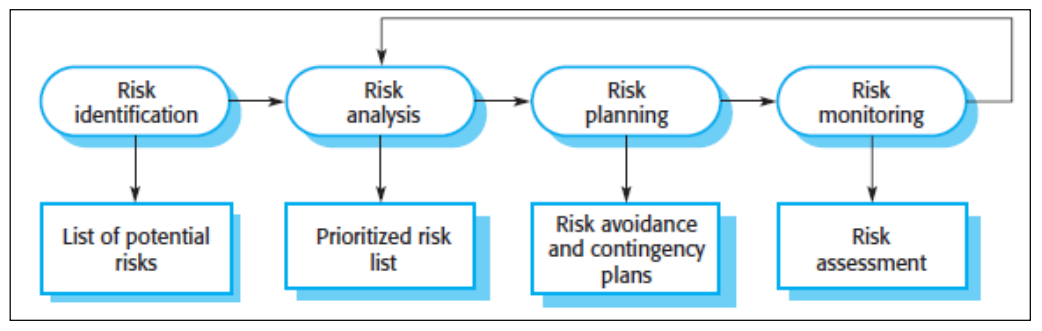 Risk
identification
Risk
analysis
Risk
planning
Risk
monitoring
List of potential
risks
Prioritized risk
list
Risk avoidance
and contingency
plans
Risk
assessment